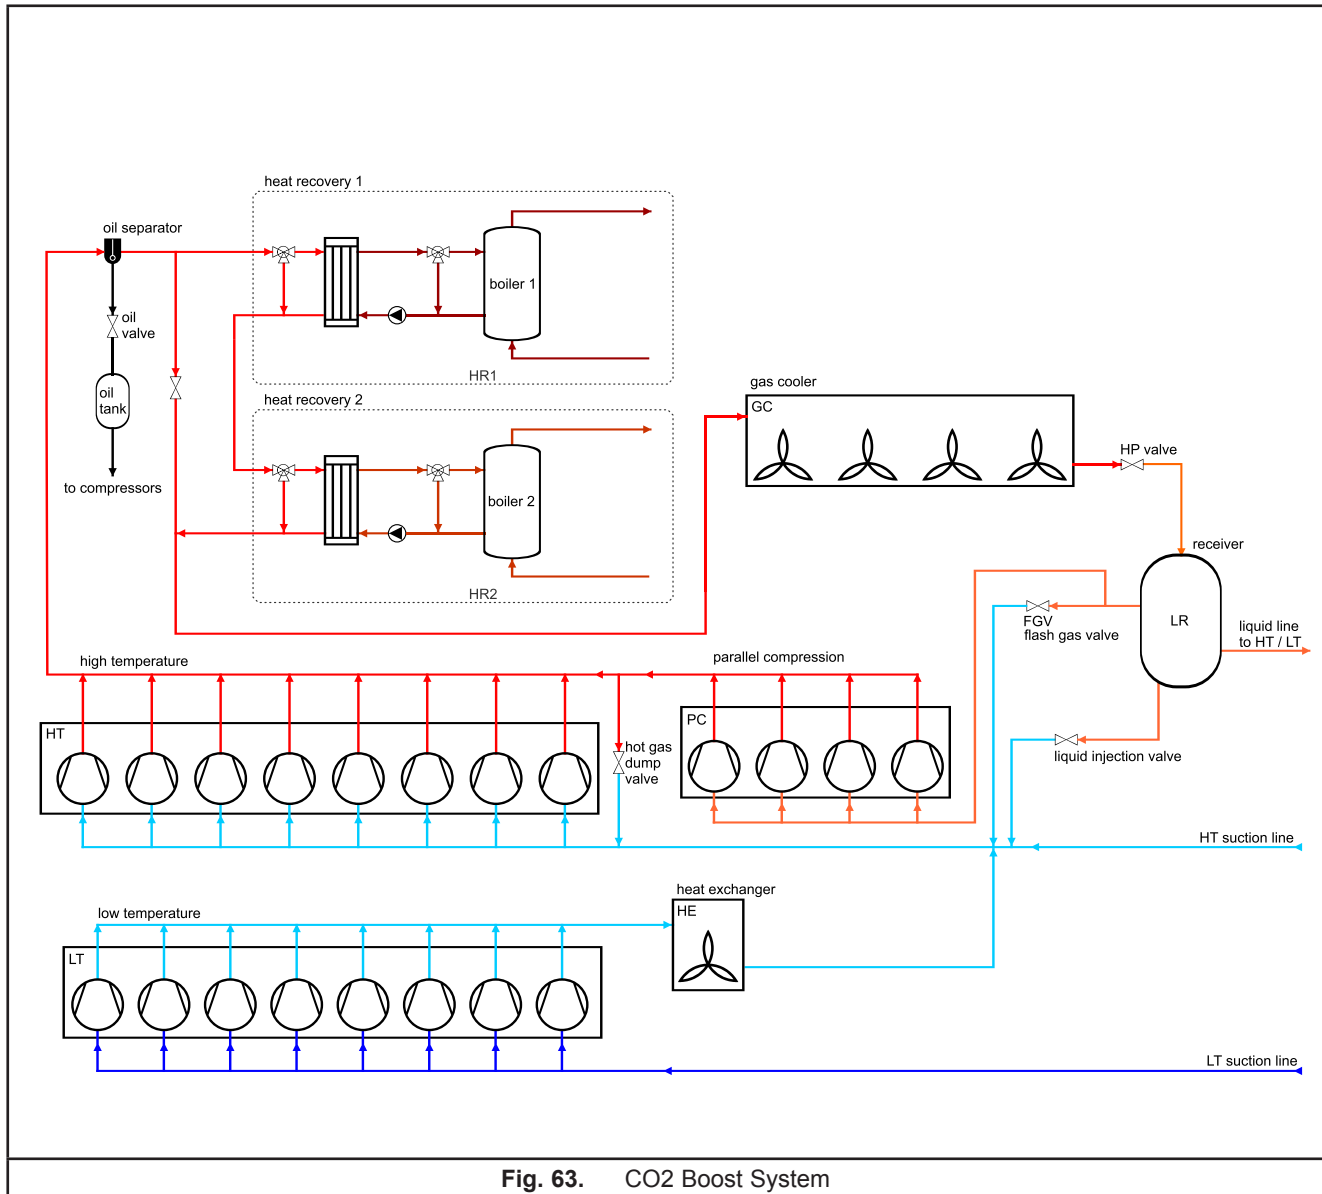 heat recovery 1
oil separator
boiler 1
oil
valve
HR1
oil
tank
to compressors
heat recovery 2
boiler 2
HR2
gas cooler
GC
HP valve
receiver
LR
FGV
flash gas valve
liquid line
to HT / LT
high temperature
parallel compression
HT
hot gas
dump
valve
PC
liquid injection valve
HT suction line
heat exchanger
HE
low temperature
LT
LT suction line
Fig. 63. CO2 Boost System